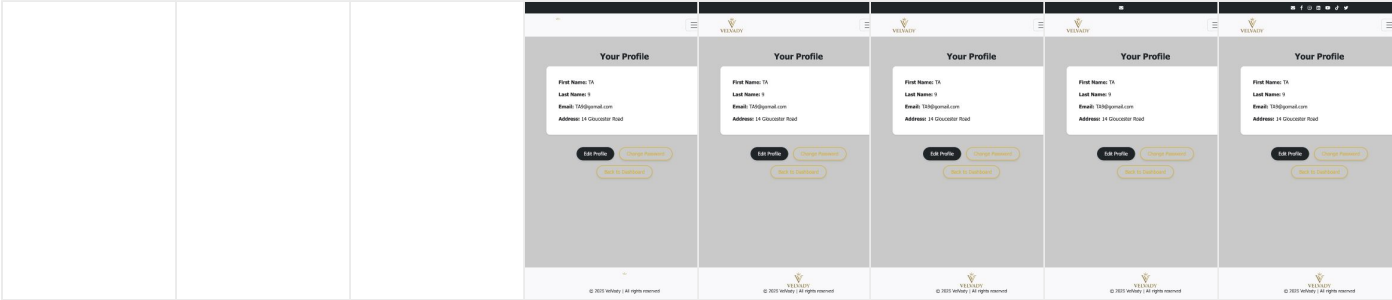 Your Profile
First Name: TA
Last Name: 9
Email: TA9@gomail.com
Address: 14 Gloucester Road
Edit Profile
Change Password
Back to Dashboard
© 2025 Velvady | All rights reserved
VELVADY
Your Profile
First Name: TA
Last Name: 9
Email: TA9@gomail.com
Address: 14 Gloucester Road
Edit Profile
Change Password
Back to Dashboard
VELVADY
© 2025 Velvady | All rights reserved
VELVADY
Your Profile
First Name: TA
Last Name: 9
Email: TA9@gomail.com
Address: 14 Gloucester Road
Edit Profile
Change Password
Back to Dashboard
VELVADY
© 2025 Velvady | All rights reserved
VELVADY
Your Profile
First Name: TA
Last Name: 9
Email: TA9@gomail.com
Address: 14 Gloucester Road
Edit Profile
Change Password
Back to Dashboard
VELVADY
© 2025 Velvady | All rights reserved
VELVADY
Your Profile
First Name: TA
Last Name: 9
Email: TA9@gomail.com
Address: 14 Gloucester Road
Edit Profile
Change Password
Back to Dashboard
VELVADY
© 2025 Velvady | All rights reserved